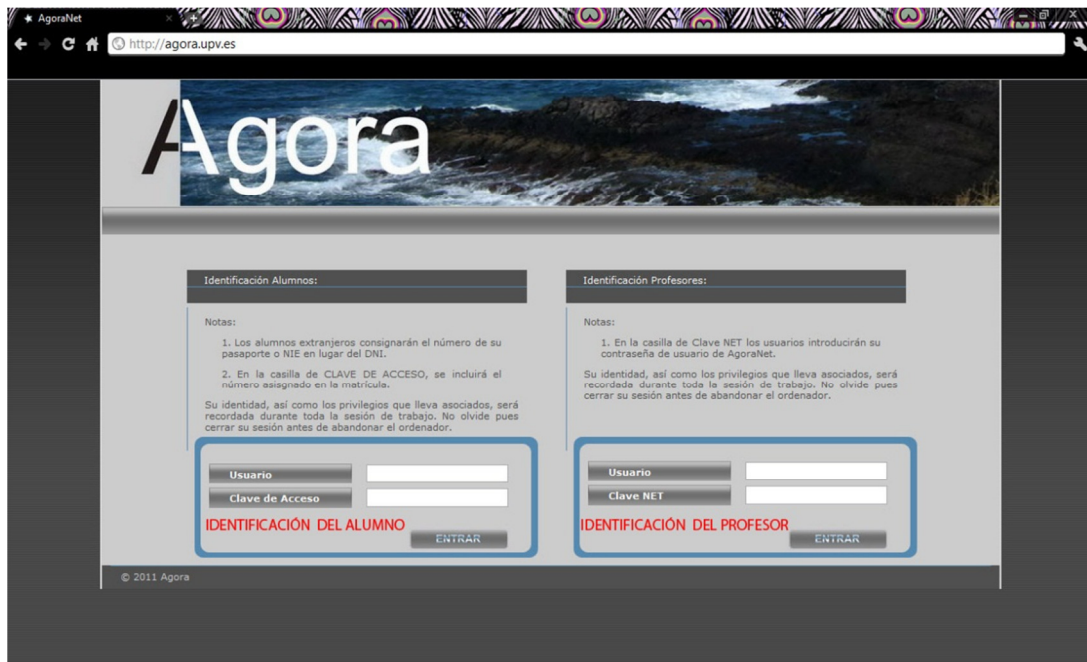 AgoraNet
http://agora.upv.es
Agora
Identificación Alumnos:
Notas:
1. Los alumnos extranjeros consignarán el número de su
pasaporte o NIE en lugar del DNI.
2. En la casilla de CLAVE DE ACCESO, se incluirá el
número asisgnado en la matrícula.
Su identidad, así como los privilegios que lleva asociados, será
recordada durante toda la sesión de trabajo. No olvide pues
cerrar su sesión antes de abandonar el ordenador.
Usuario
Clave de Acceso
IDENTIFICACIÓN DEL ALUMNO
ENTRAR
Identificación Profesores:
Notas:
1. En la casilla de Clave NET los usuarios introducirán su
contraseña de usuario de AgoraNet.
Su identidad, así como los privilegios que lleva asociados, será
recordada durante toda la sesión de trabajo. No olvide pues
cerrar su sesión antes de abandonar el ordenador.
Usuario
Clave NET
IDENTIFICACIÓN DEL PROFESOR
ENTRAR
© 2011 Agora